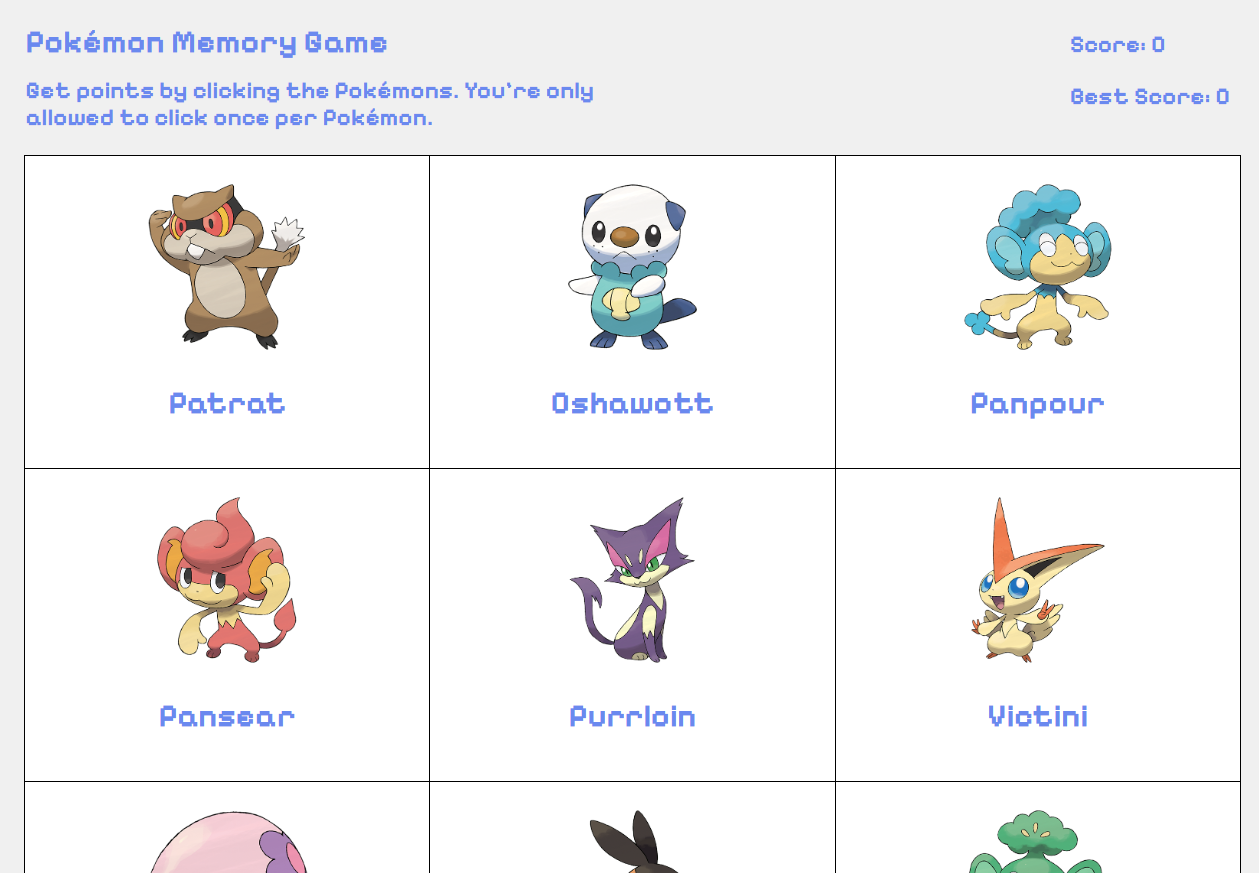 Pokémon Memory Game
Score: 0
Get points by clicking the Pokémons. You're only
allowed to click once per Pokémon.
Best Score: 0
Patrat
Oshawott
Panpour
Pansear
Purrloin
Victini